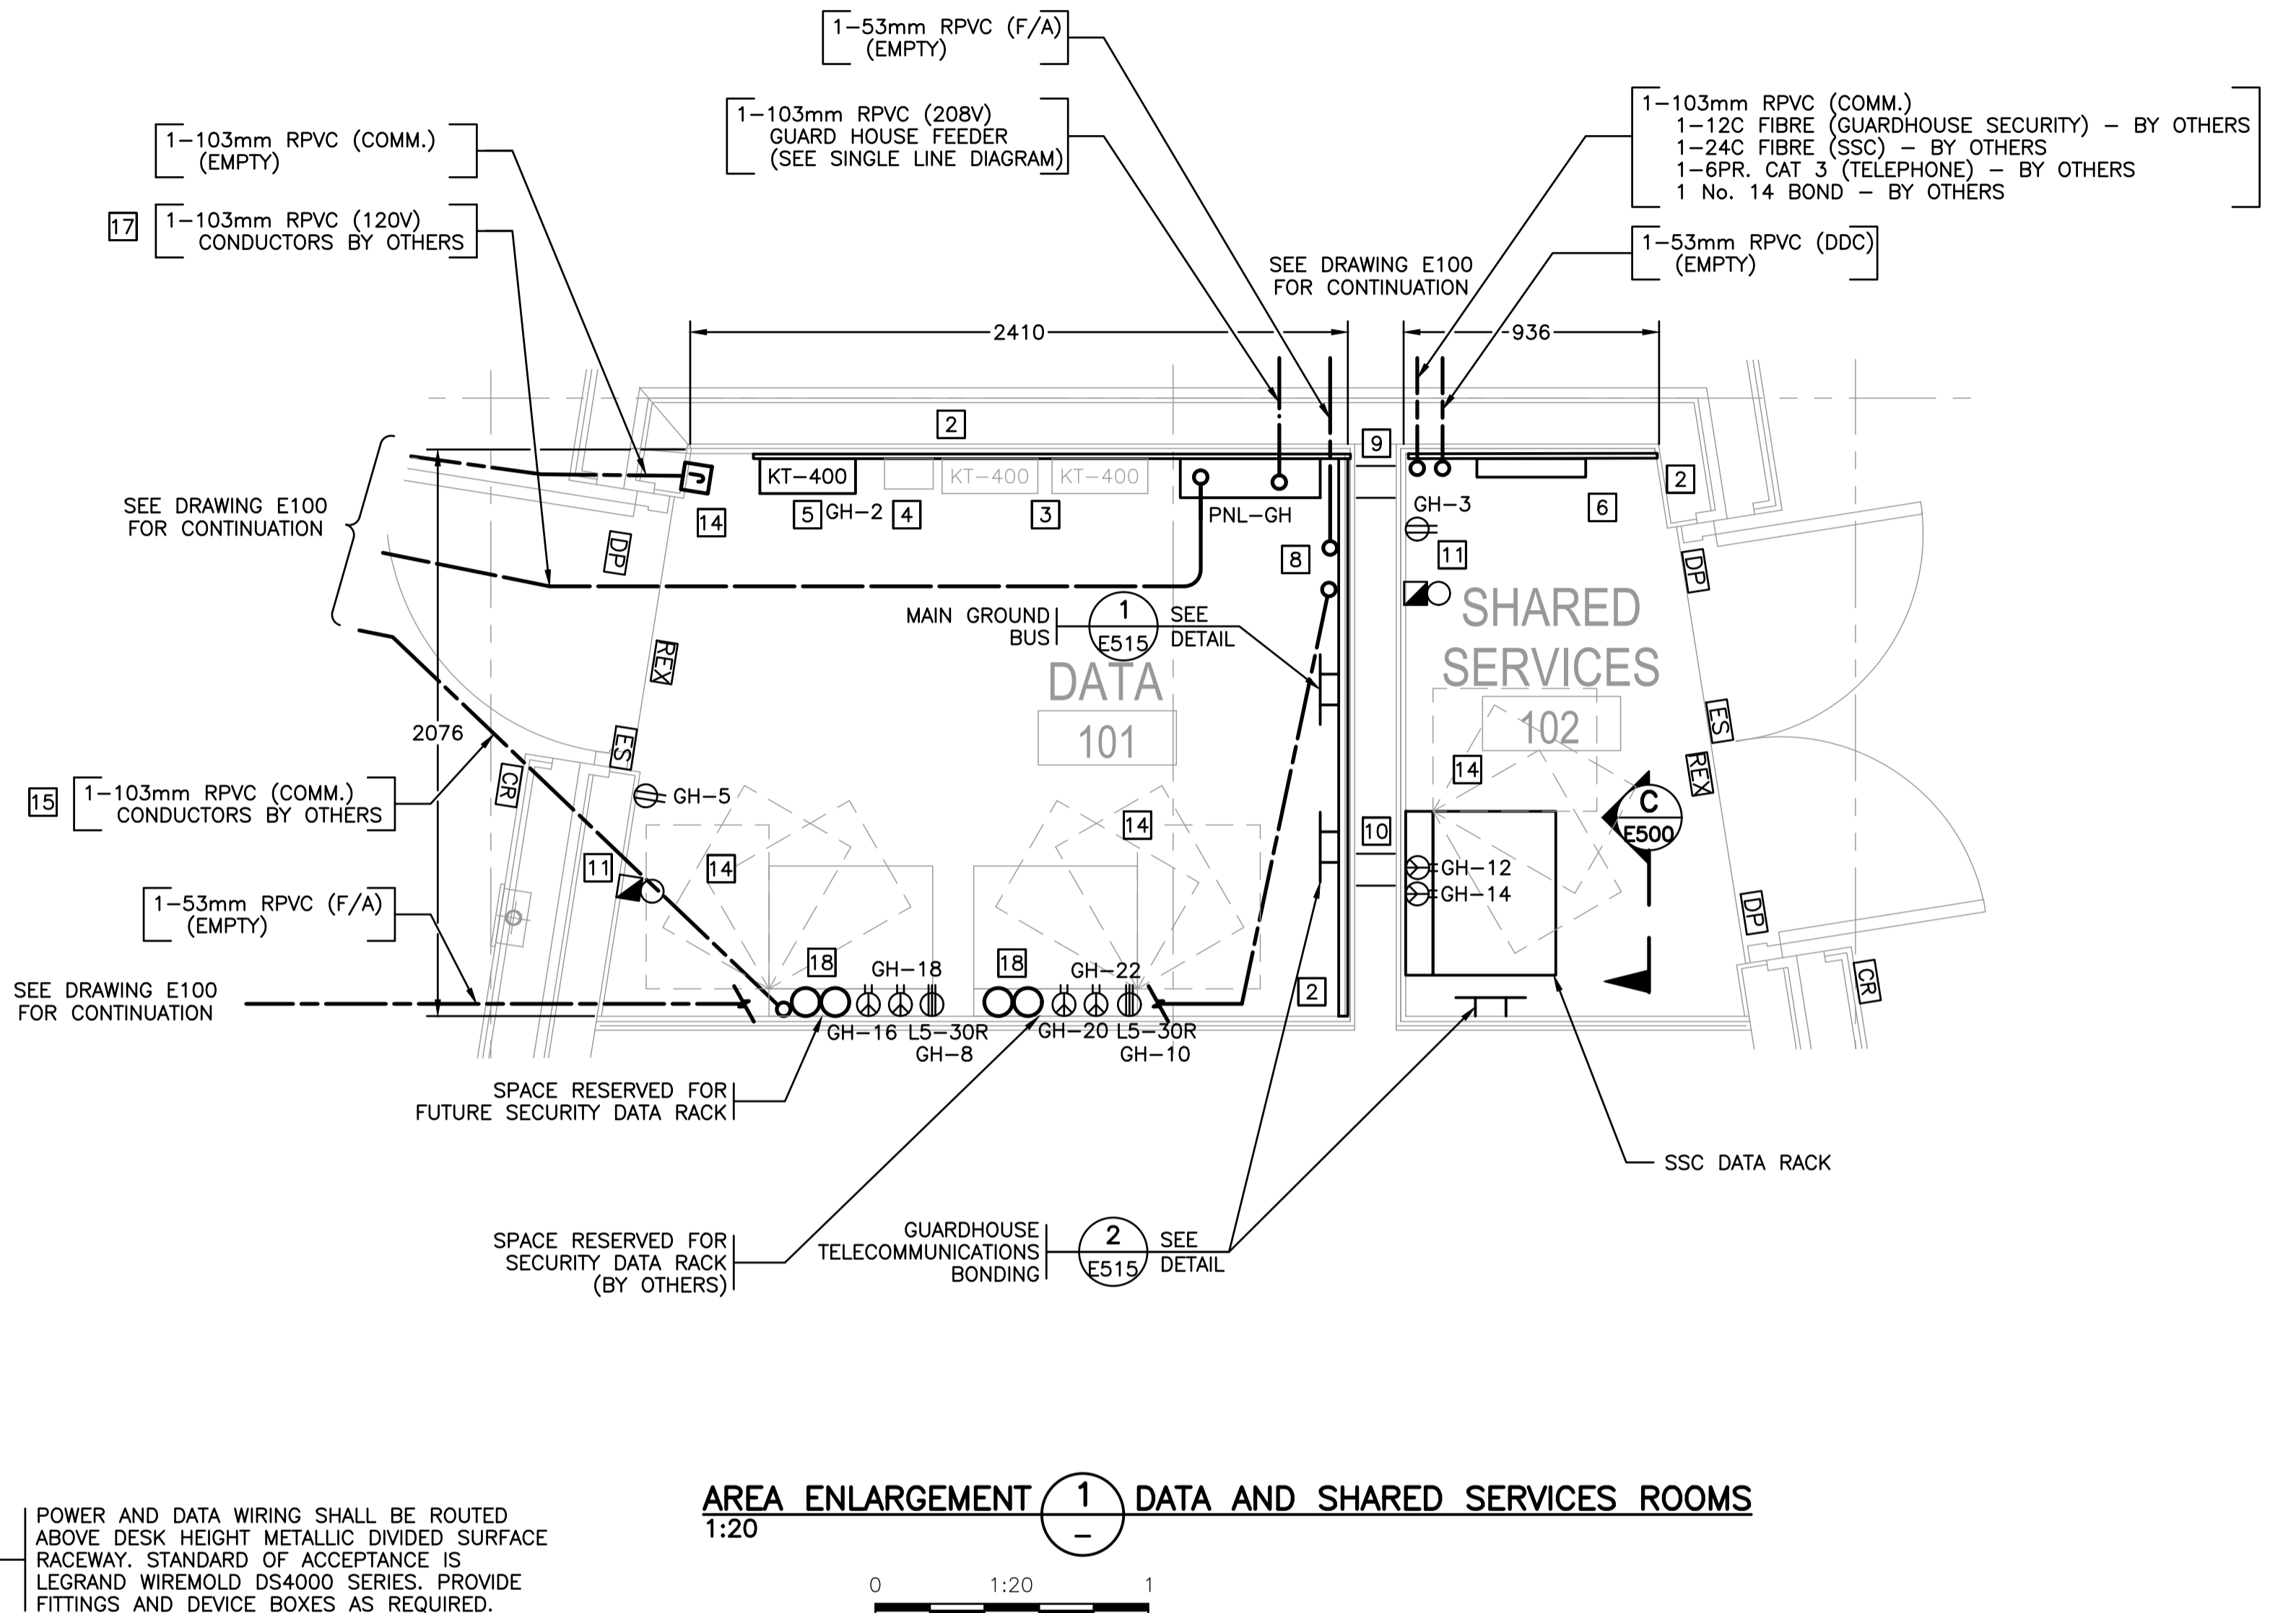 1-53mm RPVC (F/A)
(EMPTY)
1-103mm RPVC (208V)
GUARD HOUSE FEEDER
(SEE SINGLE LINE DIAGRAM)
1-103mm RPVC (COMM.)
1-12C FIBRE (GUARDHOUSE SECURITY) - BY OTHERS
1-24C FIBRE (SSC) - BY OTHERS
1-6PR. CAT 3 (TELEPHONE) - BY OTHERS
1 No. 14 BOND - BY OTHERS
1-103mm RPVC (COMM.)
(EMPTY)
17
1-103mm RPVC (120V)
CONDUCTORS BY OTHERS
1-53mm RPVC (DDC)
(EMPTY)
SEE DRAWING E100
FOR CONTINUATION
2410
936
2
9
2
SEE DRAWING E100
FOR CONTINUATION
J
14
KT-400
KT-400
KT-400
5
GH-2
4
3
PNL-GH
8
GH-3
11
6
DP
DP
MAIN GROUND
BUS
1
E515
SEE
DETAIL
SHARED
SERVICES
102
DATA
101
REX
ES
CR
2076
GH-5
ES
REX
14
14
14
10
C
E500
15
1-103mm RPVC (COMM.)
CONDUCTORS BY OTHERS
11
GH-12
GH-14
DP
CR
1-53mm RPVC (F/A)
(EMPTY)
SEE DRAWING E100
FOR CONTINUATION
18
GH-18
18
GH-22
2
GH-16 L5-30R
GH-8
GH-20 L5-30R
GH-10
SPACE RESERVED FOR
FUTURE SECURITY DATA RACK
SSC DATA RACK
SPACE RESERVED FOR
SECURITY DATA RACK
(BY OTHERS)
GUARDHOUSE
TELECOMMUNICATIONS
BONDING
2
E515
SEE
DETAIL
AREA ENLARGEMENT 1 DATA AND SHARED SERVICES ROOMS
1:20
-
POWER AND DATA WIRING SHALL BE ROUTED
ABOVE DESK HEIGHT METALLIC DIVIDED SURFACE
RACEWAY. STANDARD OF ACCEPTANCE IS
LEGRAND WIREMOLD DS4000 SERIES. PROVIDE
FITTINGS AND DEVICE BOXES AS REQUIRED.
0 1:20 1